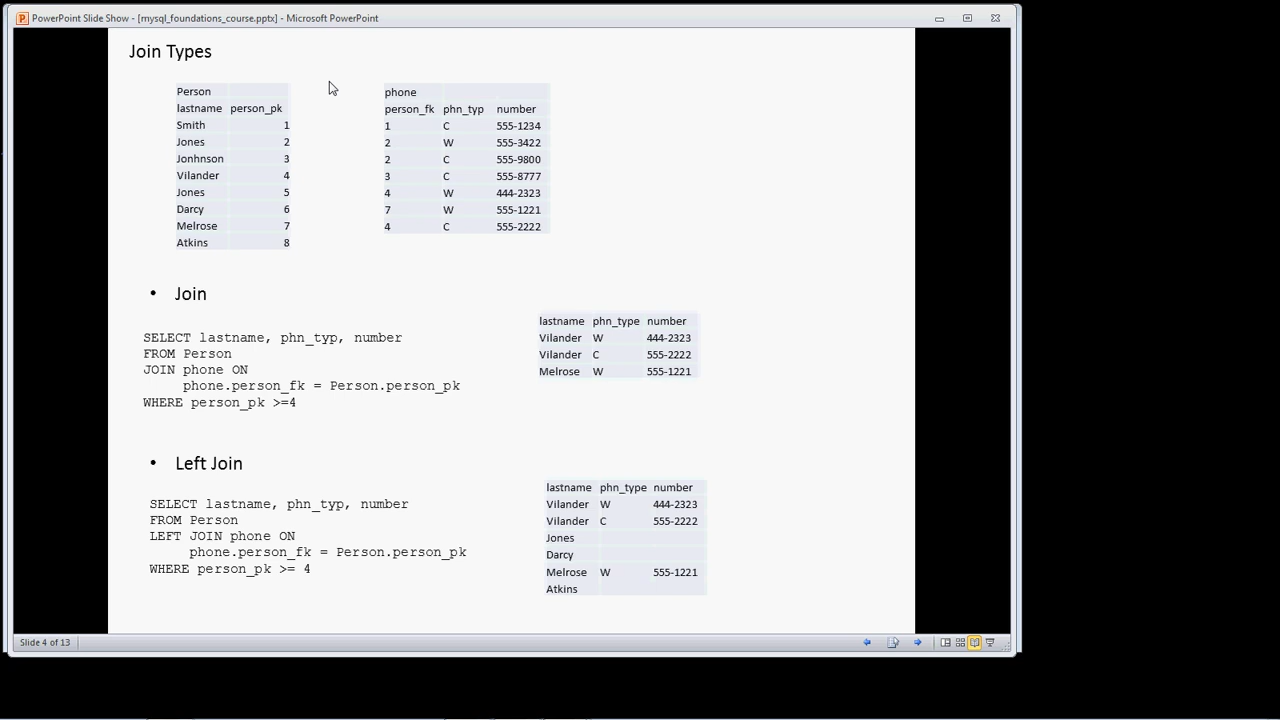 PowerPoint Slide Show - [mysql_foundations_course.pptx] - Microsoft PowerPoint
Join Types
Person
lastname person_pk
Smith 1
Jones 2
Jonhnson 3
Vilander 4
Jones 5
Darcy 6
Melrose 7
Atkins 8
phone
person_fk phn_typ number
1 C 555-1234
2 W 555-3422
2 C 555-9800
3 C 555-8777
4 W 444-2323
7 W 555-1221
4 C 555-2222
• Join
SELECT lastname, phn_typ, number
FROM Person
JOIN phone ON
phone.person_fk = Person.person_pk
WHERE person_pk >=4
lastname phn_type number
Vilander W 444-2323
Vilander C 555-2222
Melrose W 555-1221
• Left Join
SELECT lastname, phn_typ, number
FROM Person
LEFT JOIN phone ON
phone.person_fk = Person.person_pk
WHERE person_pk >= 4
lastname phn_type number
Vilander W 444-2323
Vilander C 555-2222
Jones
Darcy
Melrose W 555-1221
Atkins
Slide 4 of 13